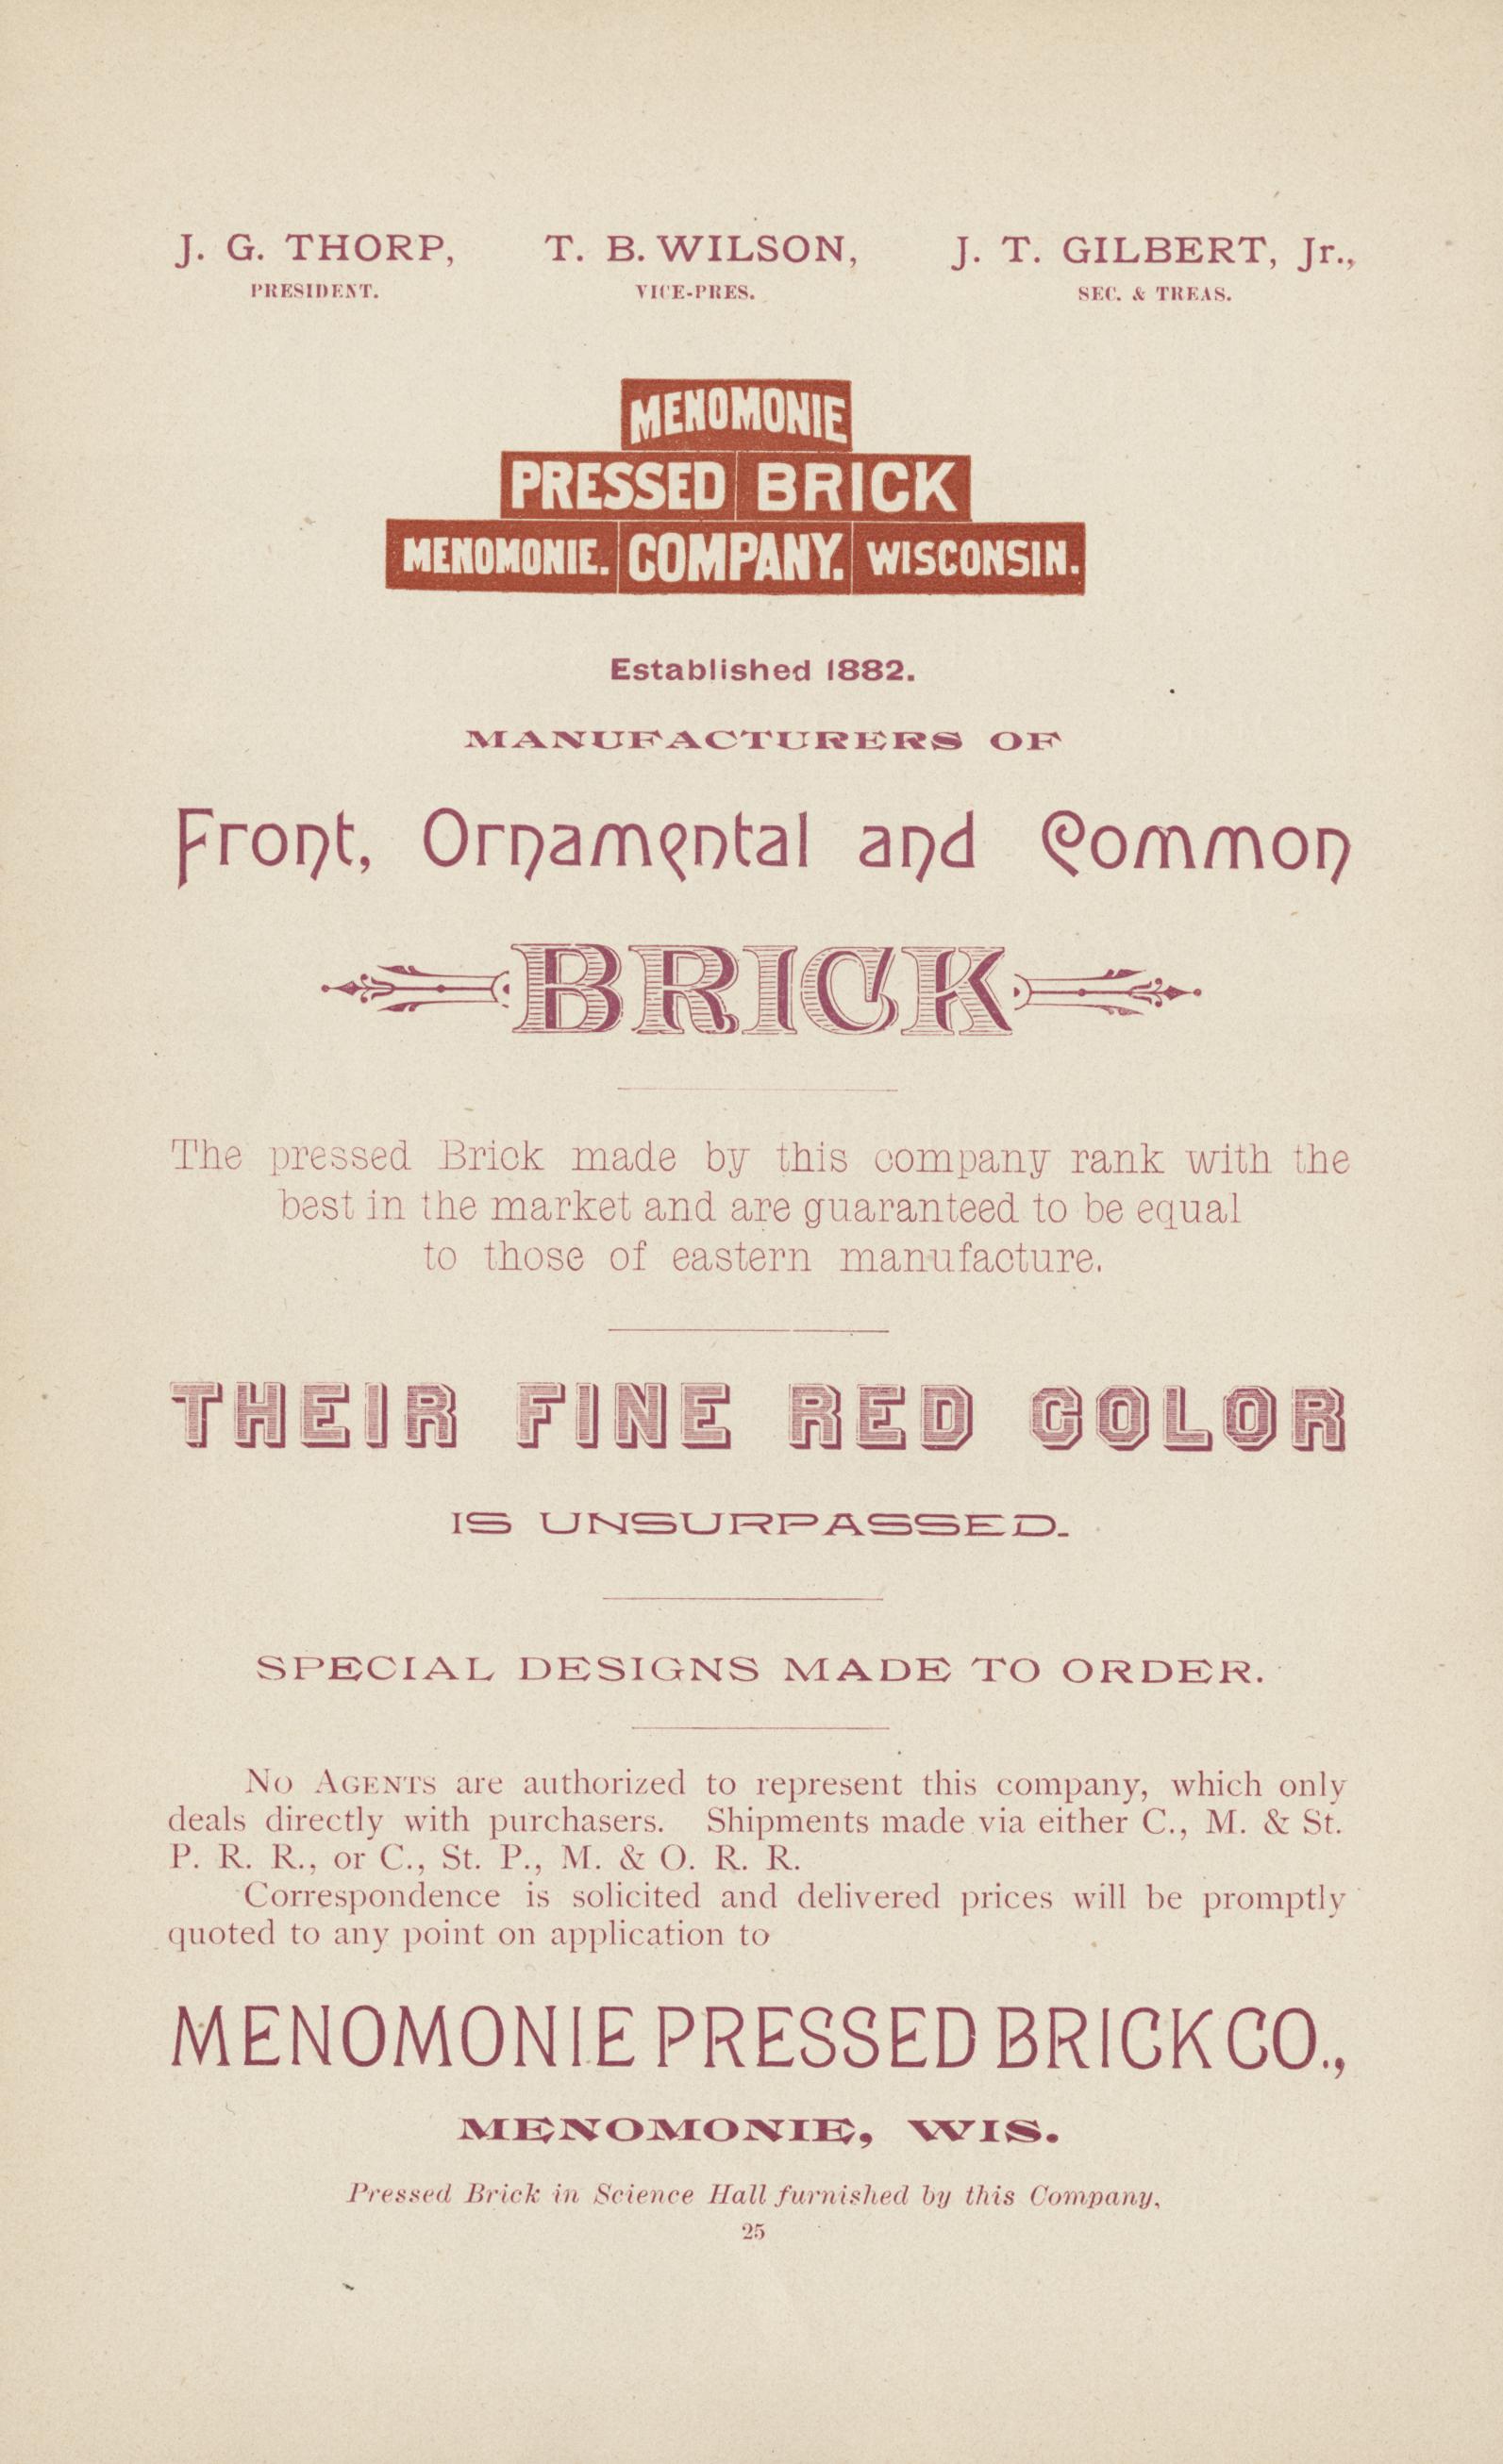 J. G. THORP, T. B. WILSON, J. T. GILBERT, Jr.,
PRESIDENT. VICE-PRES. SEC. & TREAS.
MENOMONIE
PRESSED BRICK
MENOMONIE. COMPANY. WISCONSIN.
Established 1882.
MANUFACTURERS OF
Front, Ornamental and Common
BRICK
The pressed Brick made by this company rank with the
best in the market and are guaranteed to be equal
to those of eastern manufacture.
THEIR FINE RED COLOR
IS UNSURPASSED.
SPECIAL DESIGNS MADE TO ORDER.
No Agents are authorized to represent this company, which only
deals directly with purchasers. Shipments made via either C., M. & St.
P. R. R., or C., St. P., M. & O. R. R.
Correspondence is solicited and delivered prices will be promptly
quoted to any point on application to
MENOMONIE PRESSED BRICK CO.,
MENOMONIE, WIS.
Pressed Brick in Science Hall furnished by this Company,
25